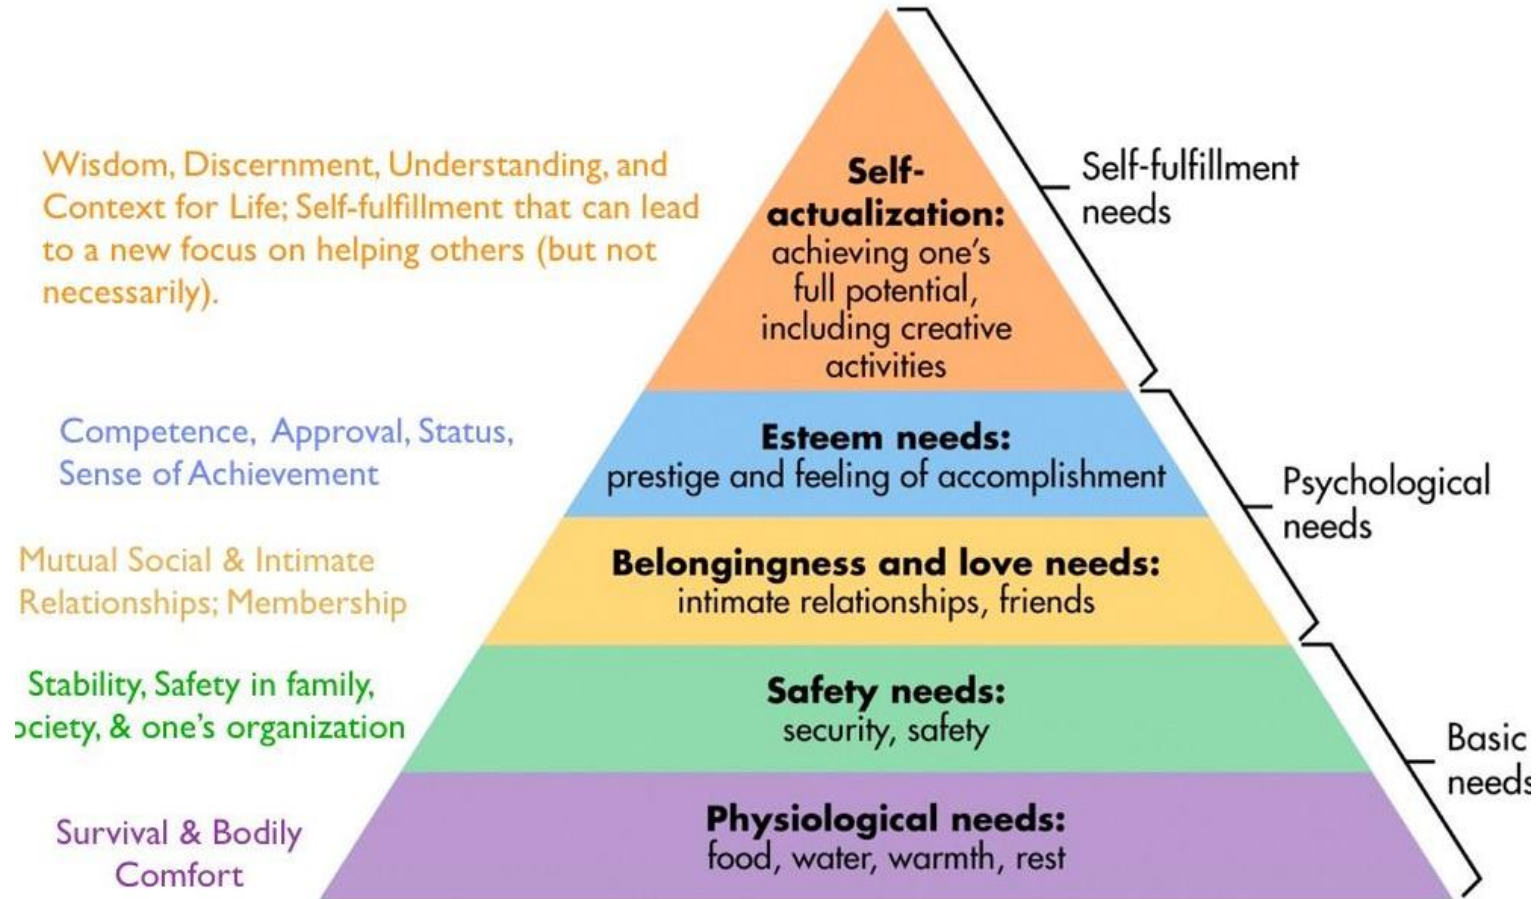 Wisdom, Discernment, Understanding, and
Context for Life; Self-fulfillment that can lead
to a new focus on helping others (but not
necessarily).
Self-
actualization:
achieving one's
full potential,
including creative
activities
Self-fulfillment
needs
Competence, Approval, Status,
Sense of Achievement
Esteem needs:
prestige and feeling of accomplishment
Psychological
needs
Mutual Social & Intimate
Relationships; Membership
Belongingness and love needs:
intimate relationships, friends
Stability, Safety in family,
ociety, & one's organization
Safety needs:
security, safety
Basic
needs
Survival & Bodily
Comfort
Physiological needs:
food, water, warmth, rest